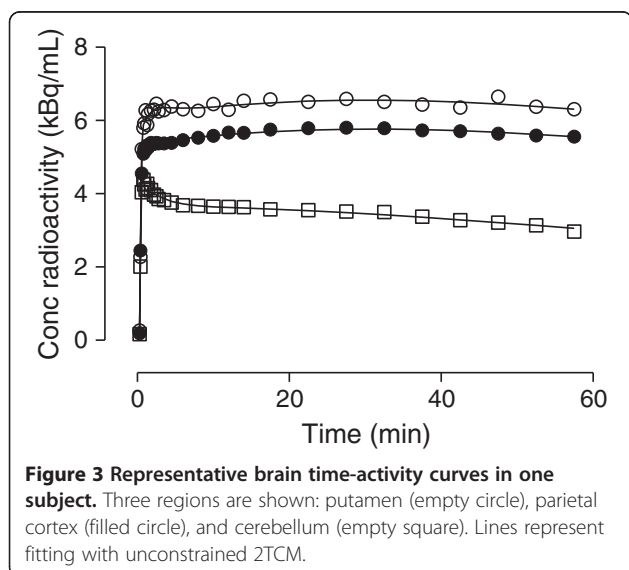 8
6
4
2
0
Conc radioactivity (kBq/mL)
0
20
40
60
Time (min)
Figure 3 Representative brain time-activity curves in one
subject. Three regions are shown: putamen (empty circle), parietal
cortex (filled circle), and cerebellum (empty square). Lines represent
fitting with unconstrained 2TCM.